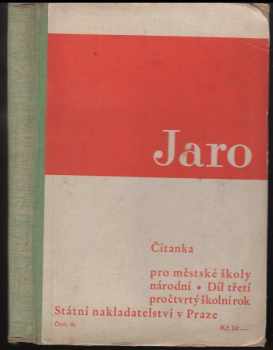 Jaro
Čítanka
pro městské školy
národní • Díl třetí
pro čtvrtý školní rok
Státní nakladatelství v Praze